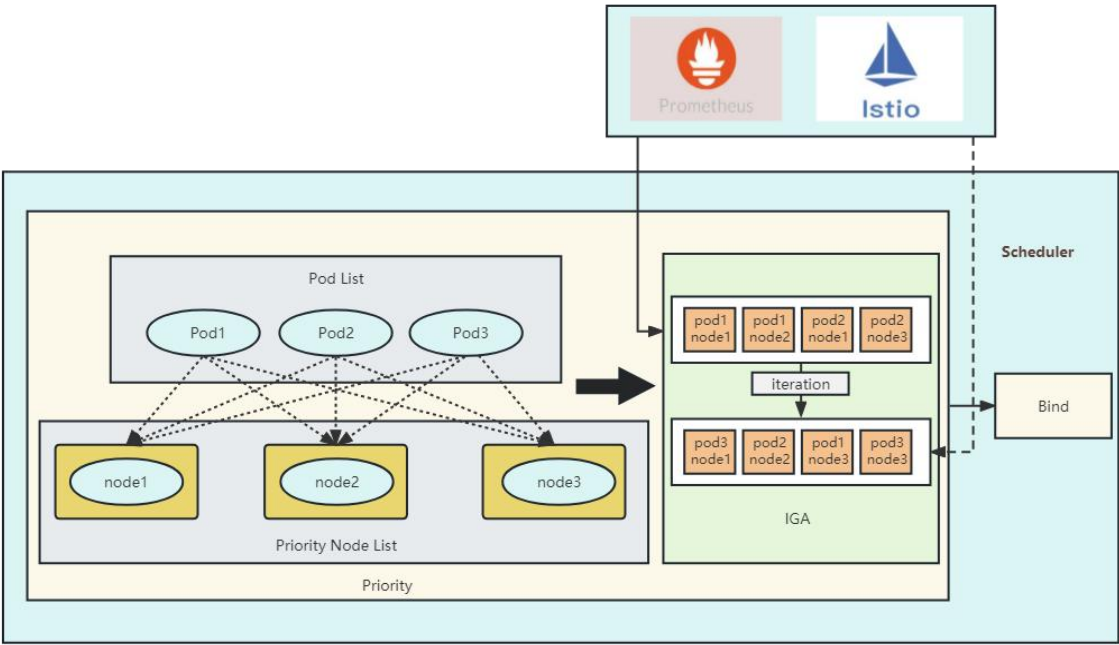 Prometheus
Istio
Scheduler
Pod List
Pod1
Pod2
Pod3
pod1
node1
pod1
node2
pod2
node1
pod2
node3
iteration
Bind
pod3
node1
pod2
node2
pod1
node3
pod3
node3
node1
node2
node3
IGA
Priority Node List
Priority